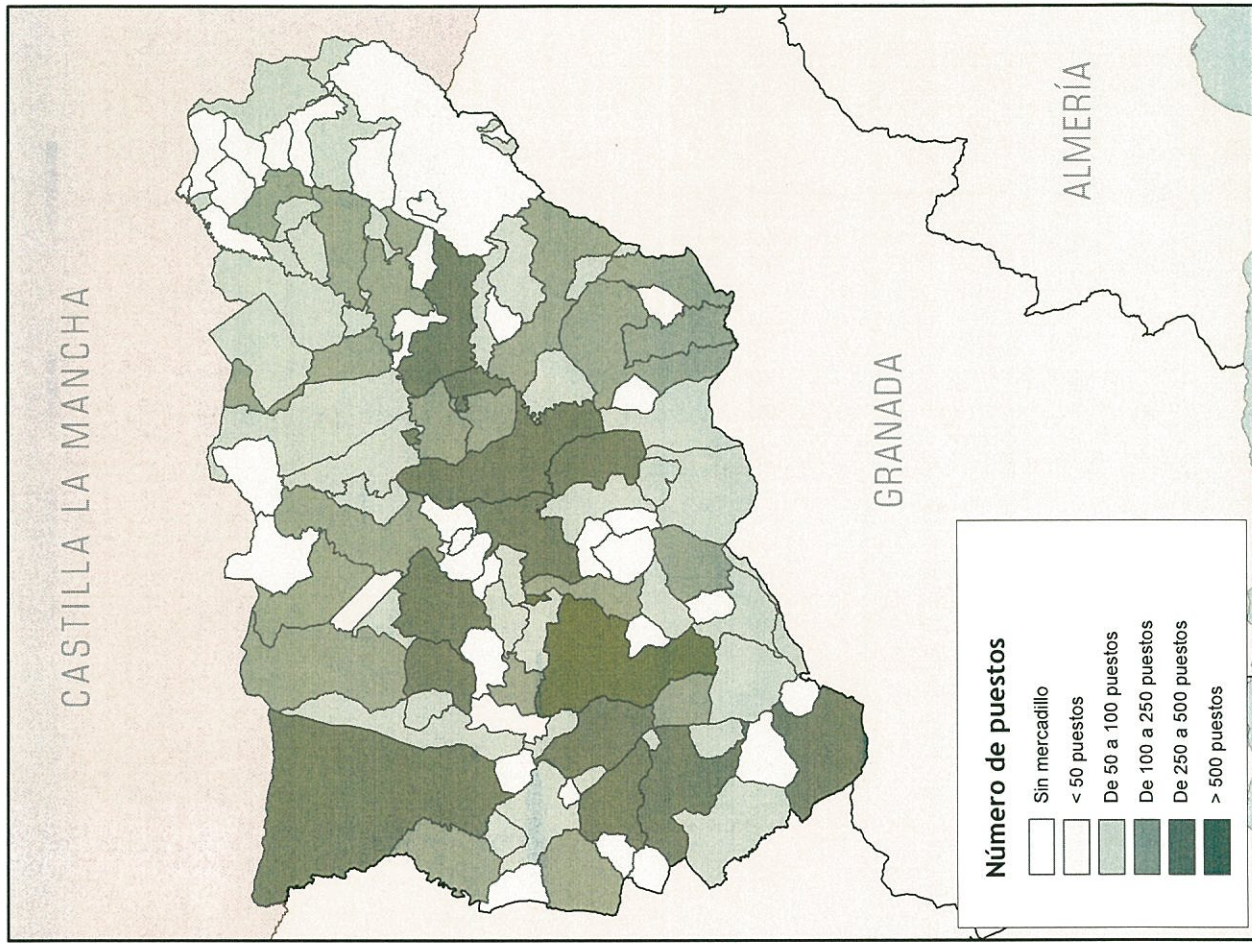 CASTILLA LA MANCHA
GRANADA
ALMERÍA
Número de puestos
Sin mercadillo
< 50 puestos
De 50 a 100 puestos
De 100 a 250 puestos
De 250 a 500 puestos
> 500 puestos